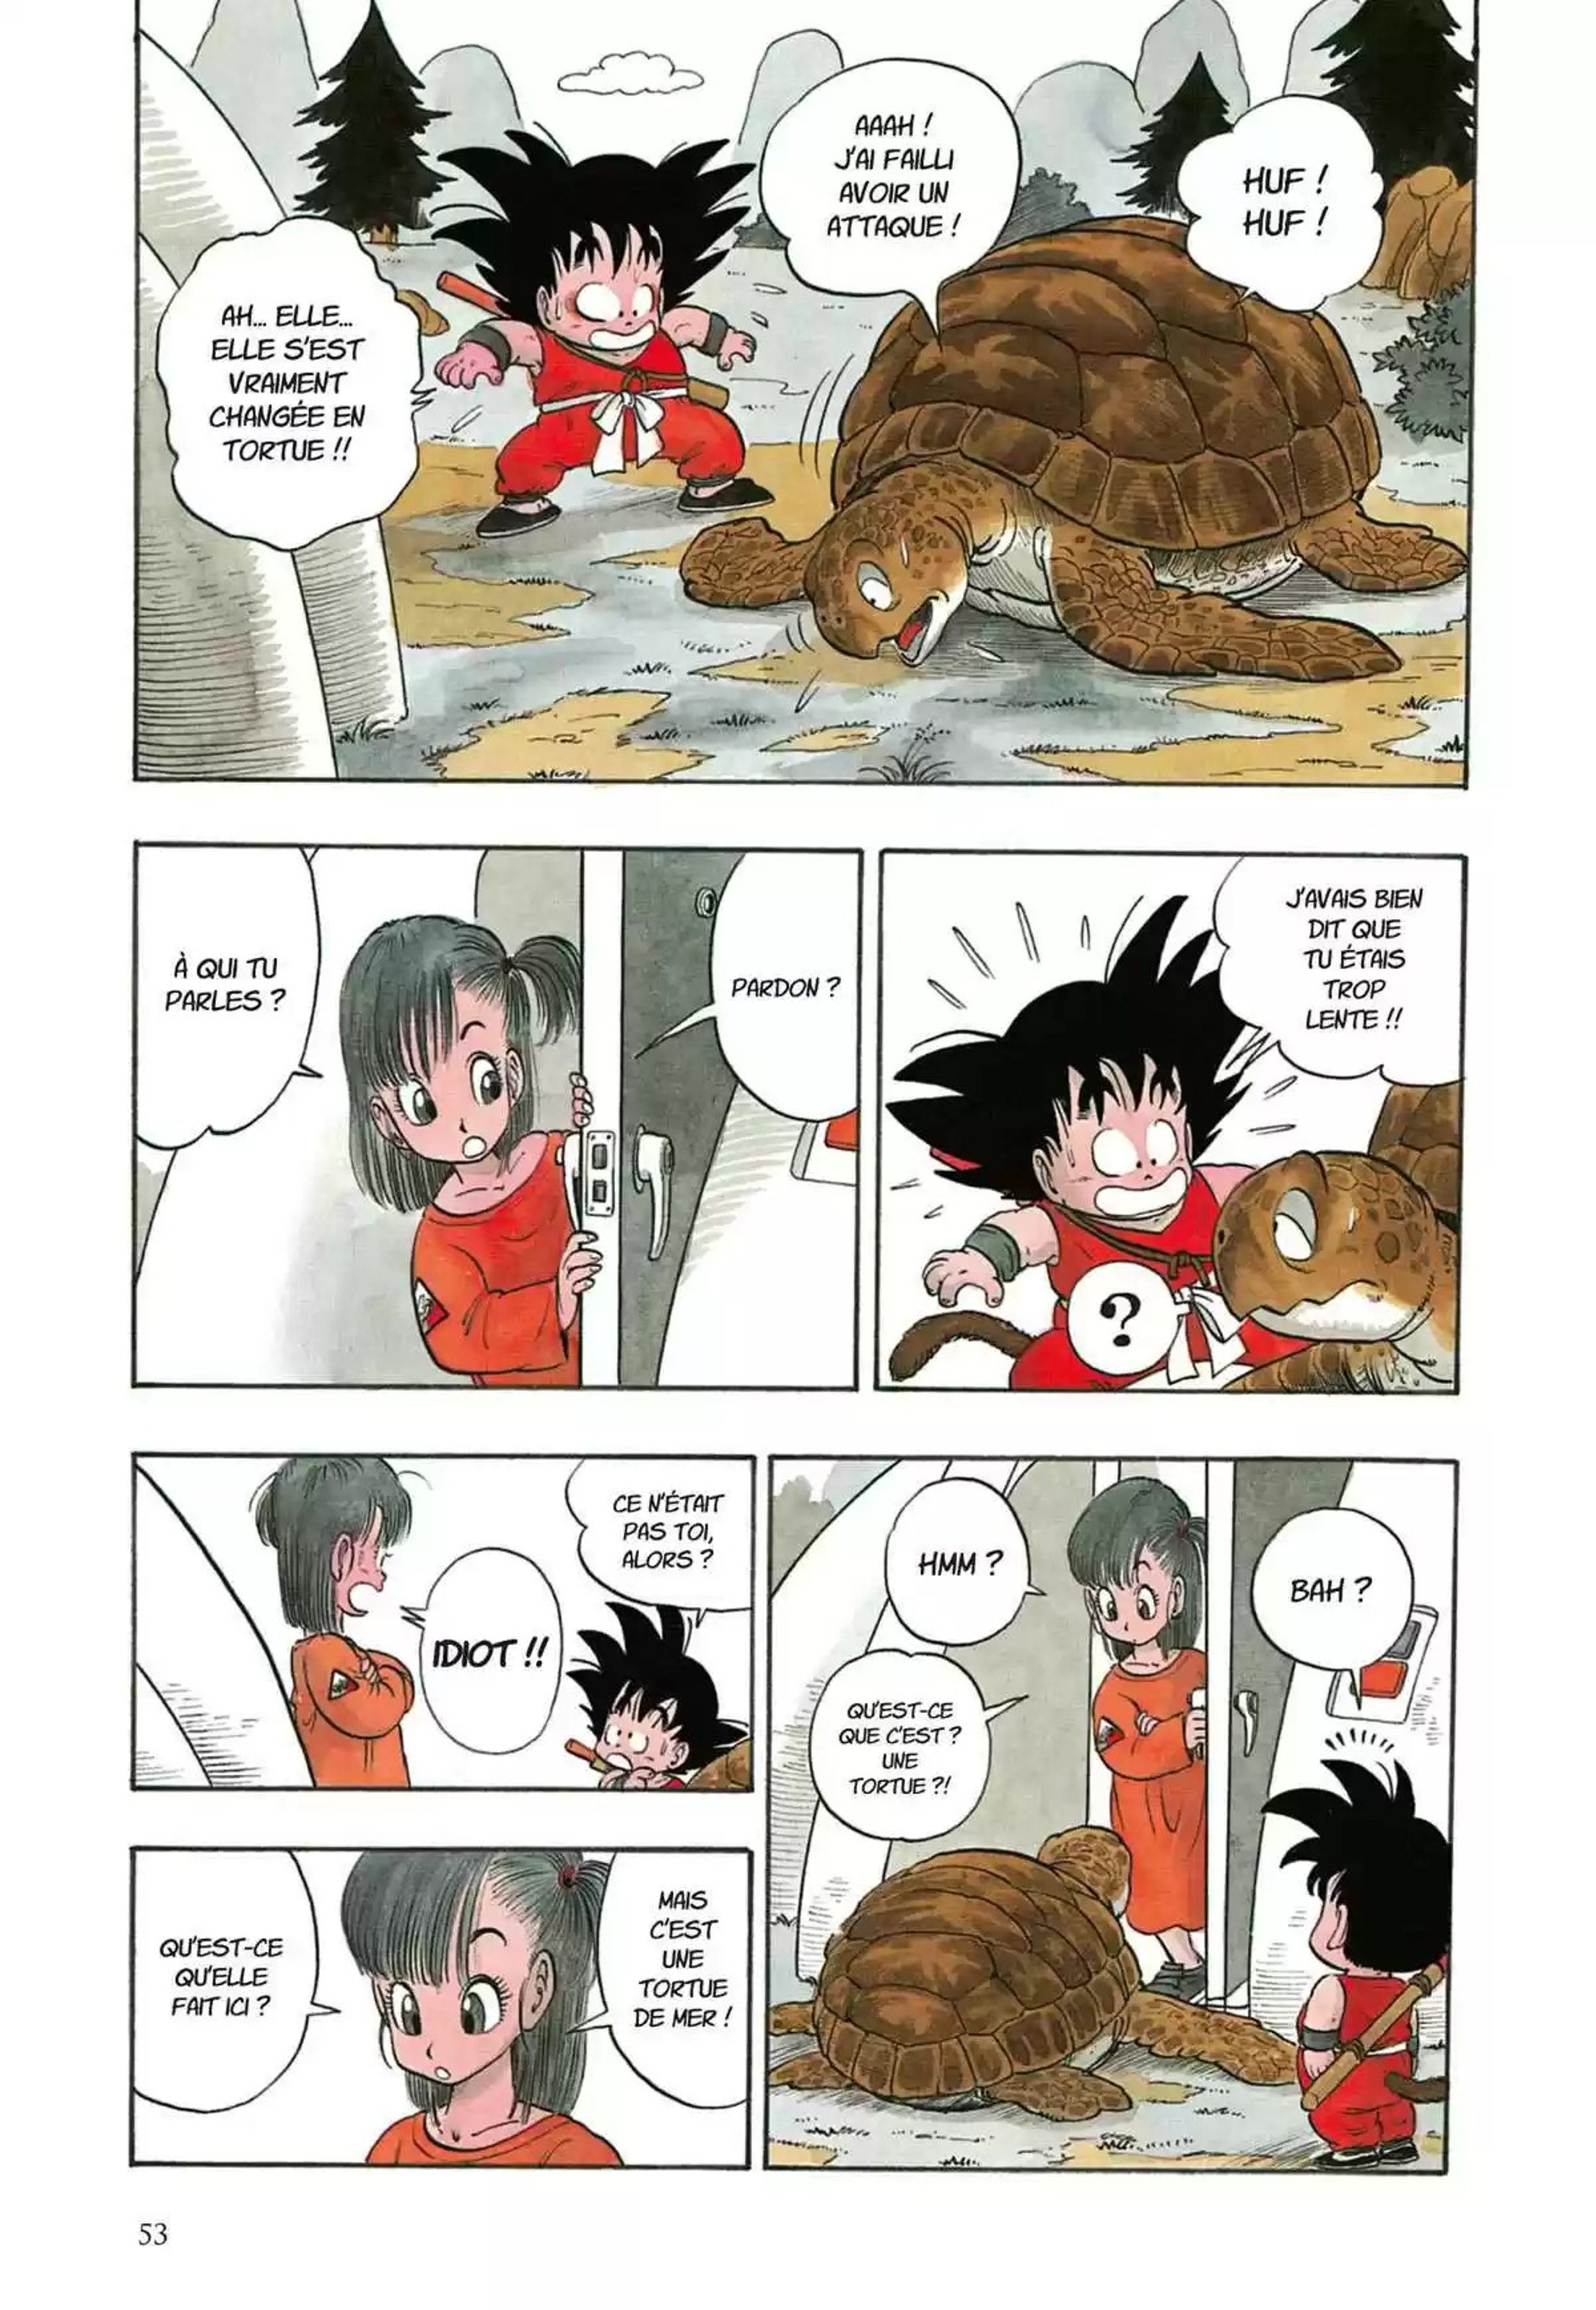 HUF !
HUF !
AAAH !
J'AI FAILLI
AVOIR UN
ATTAQUE !
AH... ELLE...
ELLE S'EST
VRAIMENT
CHANGÉE EN
TORTUE !!
J'AVAIS BIEN
DIT QUE
TU ÉTAIS
TROP
LENTE !!
?
PARDON ?
À QUI TU
PARLES ?
BAH ?
HMM ?
QU'EST-CE
QUE C'EST ?
UNE
TORTUE ?!
CE N'ÉTAIT
PAS TOI,
ALORS ?
IDIOT !!
MAIS
C'EST
UNE
TORTUE
DE MER !
QU'EST-CE
QU'ELLE
FAIT ICI ?
53